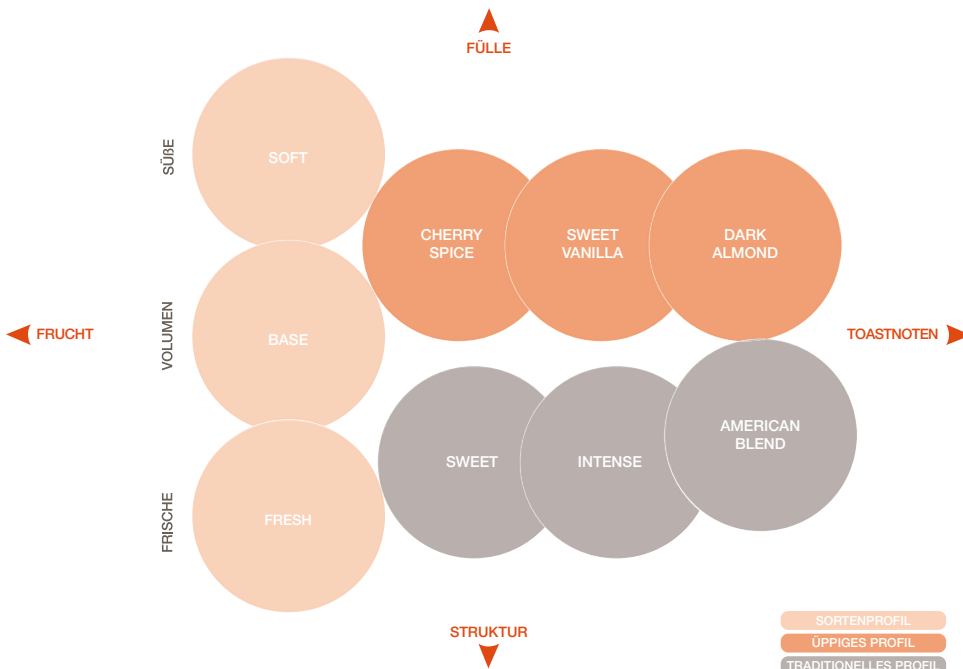 FÜLLE
SÜßE
SOFT
CHERRY
SPICE
SWEET
VANILLA
DARK
ALMOND
FRUCHT
VOLUMEN
BASE
TOASTNOTEN
AMERICAN
BLEND
SWEET
INTENSE
FRISCHE
FRESH
STRUKTUR
SORTENPROFIL
ÜPPIGES PROFIL
TRADITIONELLES PROFIL